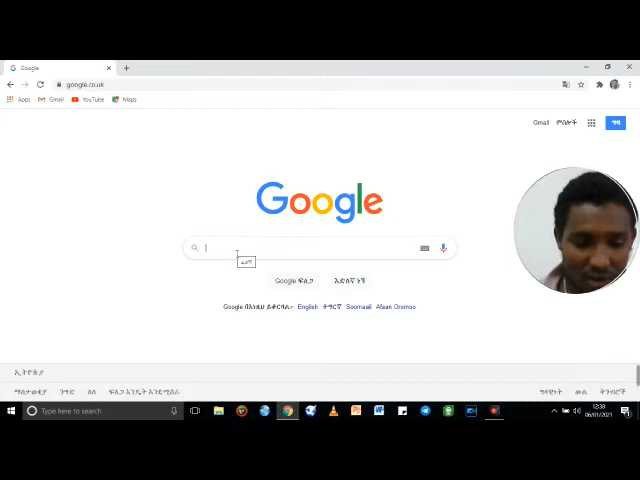 Google
google.co.uk
Apps Gmail YouTube Maps
Gmail ምስሎች ግባ
Google
ፈልግ
Google ፍለጋ እድለኛ ነኝ
Google በእነዚህ ይቀርባል፦ English ትግርኛ Soomaali Afaan Oromoo
ኢትዮጵያ
ማስታወቂያ ንግድ ስለ ፍለጋ እንዴት እንደሚሰራ ግላዊነት ውል ቅንብሮች
Type here to search
12:38
06/01/2021